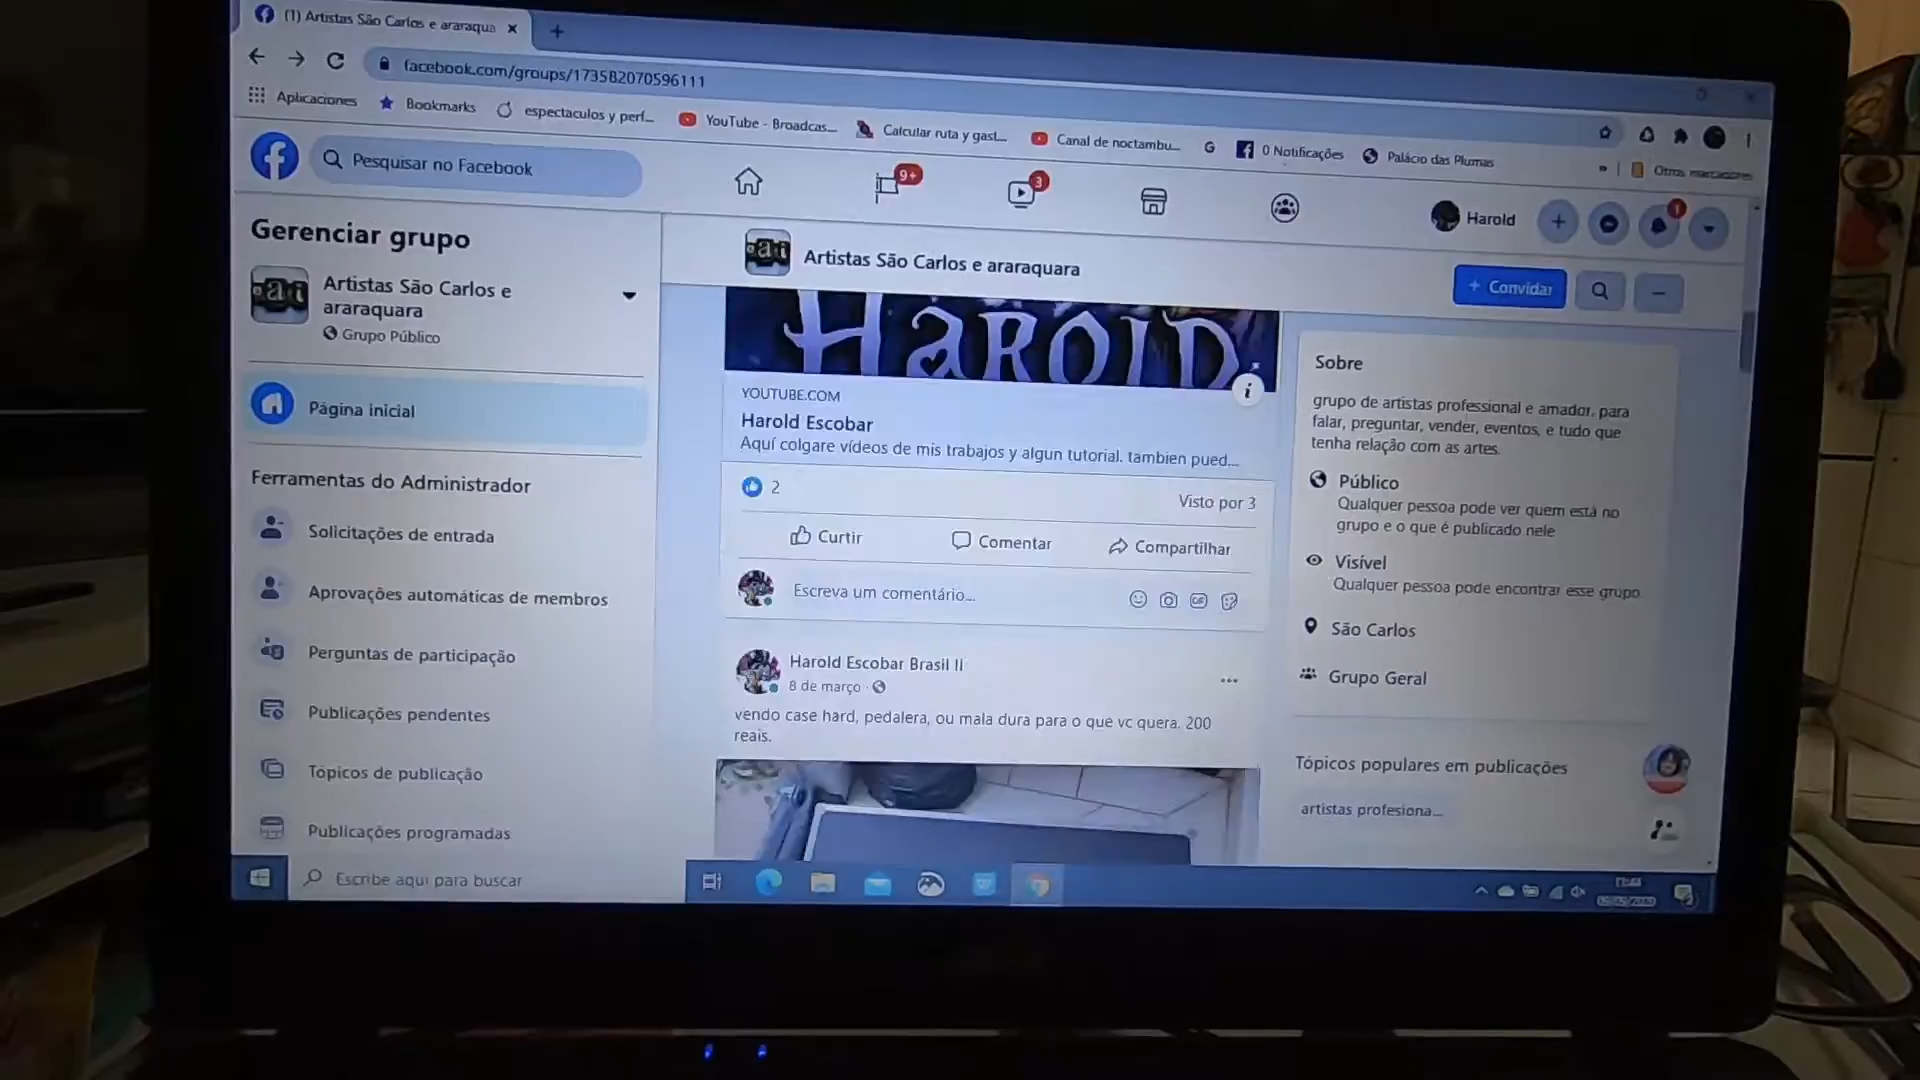 (1) Artistas São Carlos e araraqua
facebook.com/groups/173582070596111
Aplicaciones
Bookmarks
espectaculos y perf...
YouTube - Broadcas...
Calcular ruta y gast...
Canal de noctambu...
G
0 Notificações
Palácio das Plumas
»
Otros marcadores
Pesquisar no Facebook
9+
3
Harold
1
Gerenciar grupo
Artistas São Carlos e
araraquara
Grupo Público
Página inicial
Ferramentas do Administrador
Solicitações de entrada
Aprovações automáticas de membros
Perguntas de participação
Publicações pendentes
Tópicos de publicação
Publicações programadas
ai
Artistas São Carlos e araraquara
+ Convidar
HAROLD
YOUTUBE.COM
Harold Escobar
Aquí colgare vídeos de mis trabajos y algun tutorial. tambien pued...
2
Visto por 3
Curtir
Comentar
Compartilhar
Escreva um comentário...
Harold Escobar Brasil II
8 de março ·
vendo case hard, pedalera, ou mala dura para o que vc quera. 200
reais.
Sobre
grupo de artistas professional e amador, para
falar, preguntar, vender, eventos, e tudo que
tenha relação com as artes.
Público
Qualquer pessoa pode ver quem está no
grupo e o que é publicado nele
Visível
Qualquer pessoa pode encontrar esse grupo.
São Carlos
Grupo Geral
Tópicos populares em publicações
artistas profesiona...
Escribe aquí para buscar